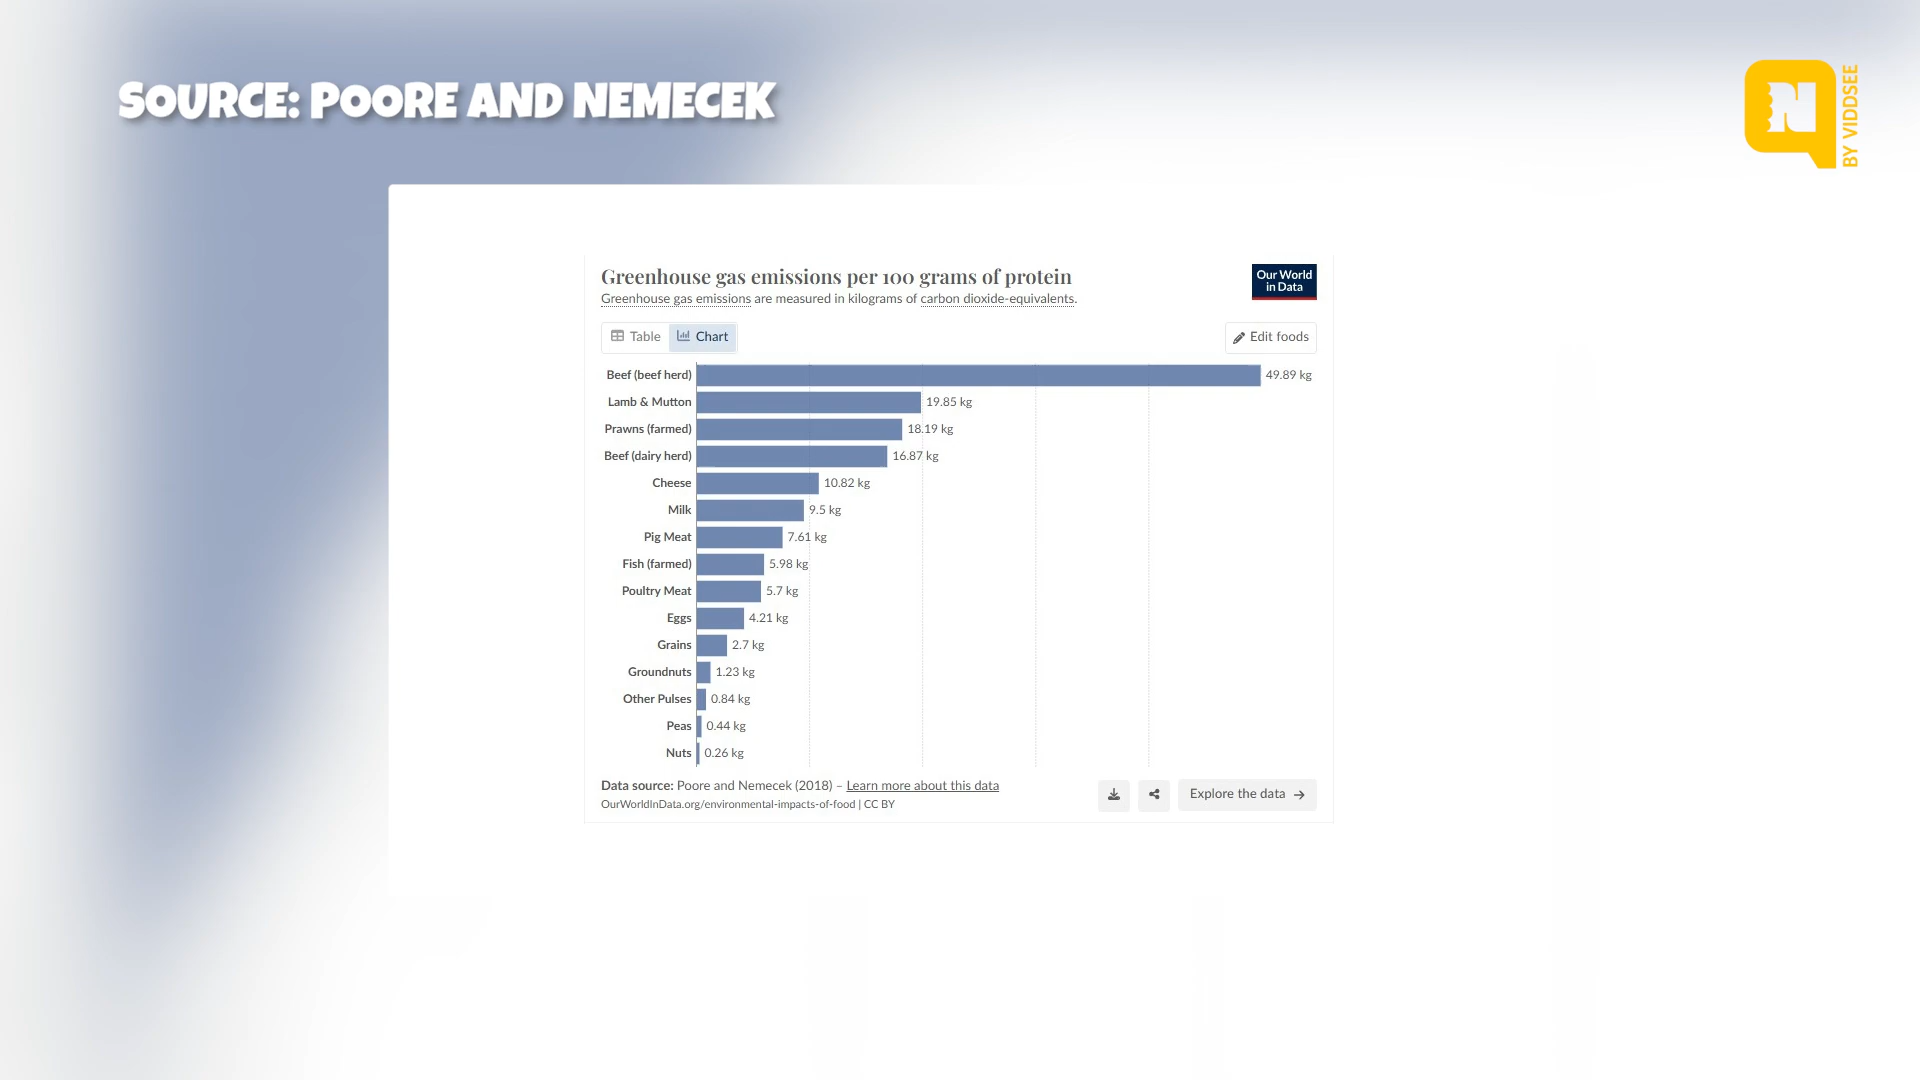 SOURCE: POORE AND NEMECEK
N
BY VIDDSEE
Greenhouse gas emissions per 100 grams of protein
Greenhouse gas emissions are measured in kilograms of carbon dioxide-equivalents.
Our World
in Data
Table
Chart
Edit foods
Beef (beef herd) 49.89 kg
Lamb & Mutton 19.85 kg
Prawns (farmed) 18.19 kg
Beef (dairy herd) 16.87 kg
Cheese 10.82 kg
Milk 9.5 kg
Pig Meat 7.61 kg
Fish (farmed) 5.98 kg
Poultry Meat 5.7 kg
Eggs 4.21 kg
Grains 2.7 kg
Groundnuts 1.23 kg
Other Pulses 0.84 kg
Peas 0.44 kg
Nuts 0.26 kg
Data source: Poore and Nemecek (2018) – Learn more about this data
OurWorldInData.org/environmental-impacts-of-food | CC BY
Explore the data →